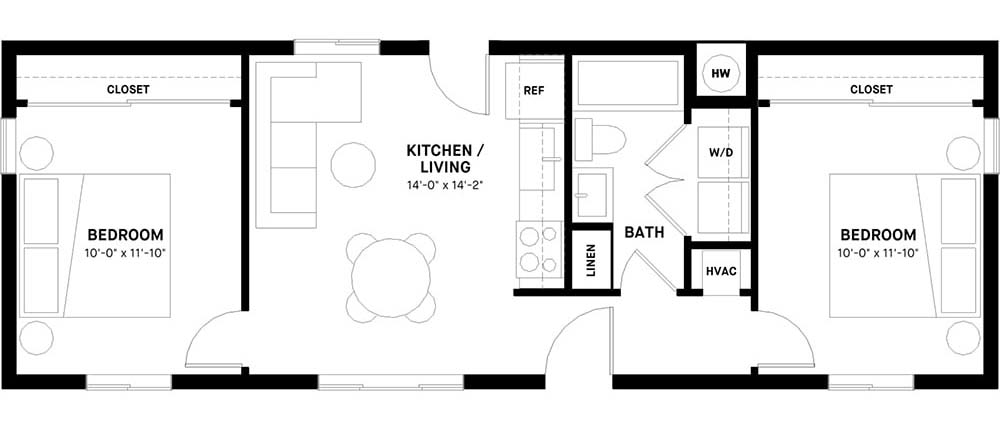 CLOSET
BEDROOM
10'-0" x 11'-10"
KITCHEN /
LIVING
14'-0" x 14'-2"
REF
BATH
LINEN
HW
W/D
HVAC
CLOSET
BEDROOM
10'-0" x 11'-10"